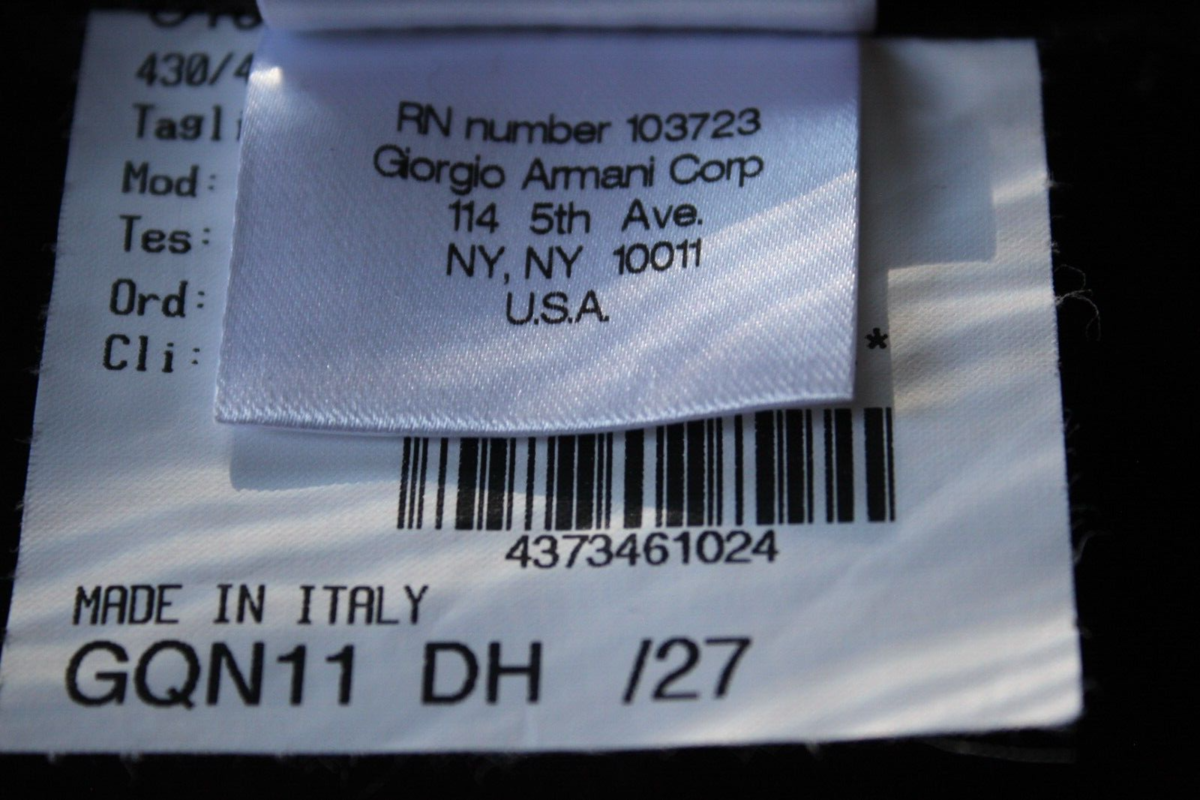 430/4
Tagli
Mod:
Tes:
Ord:
Cli:
RN number 103723
Giorgio Armani Corp
114 5th Ave.
NY, NY 10011
U.S.A.
*
4373461024
MADE IN ITALY
GQN11 DH /27